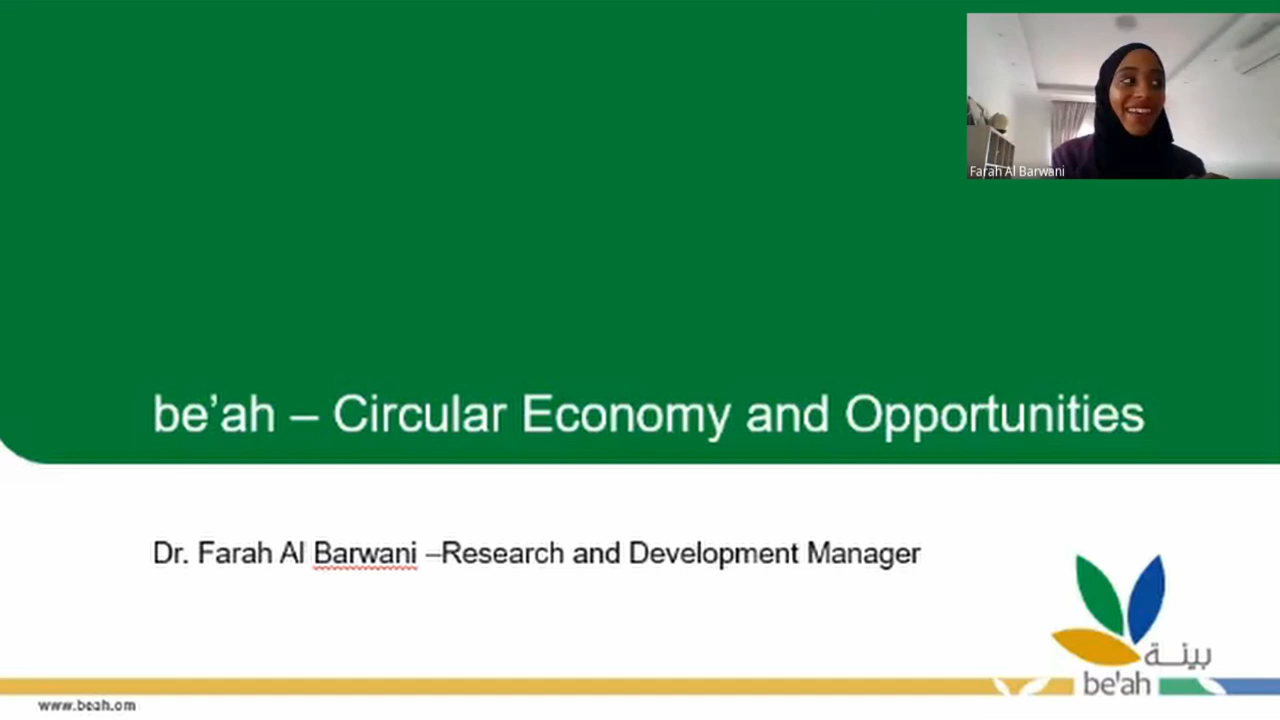 Farah Al Barwani
be’ah – Circular Economy and Opportunities
Dr. Farah Al Barwani –Research and Development Manager
بيئة
be'ah
www.beah.om